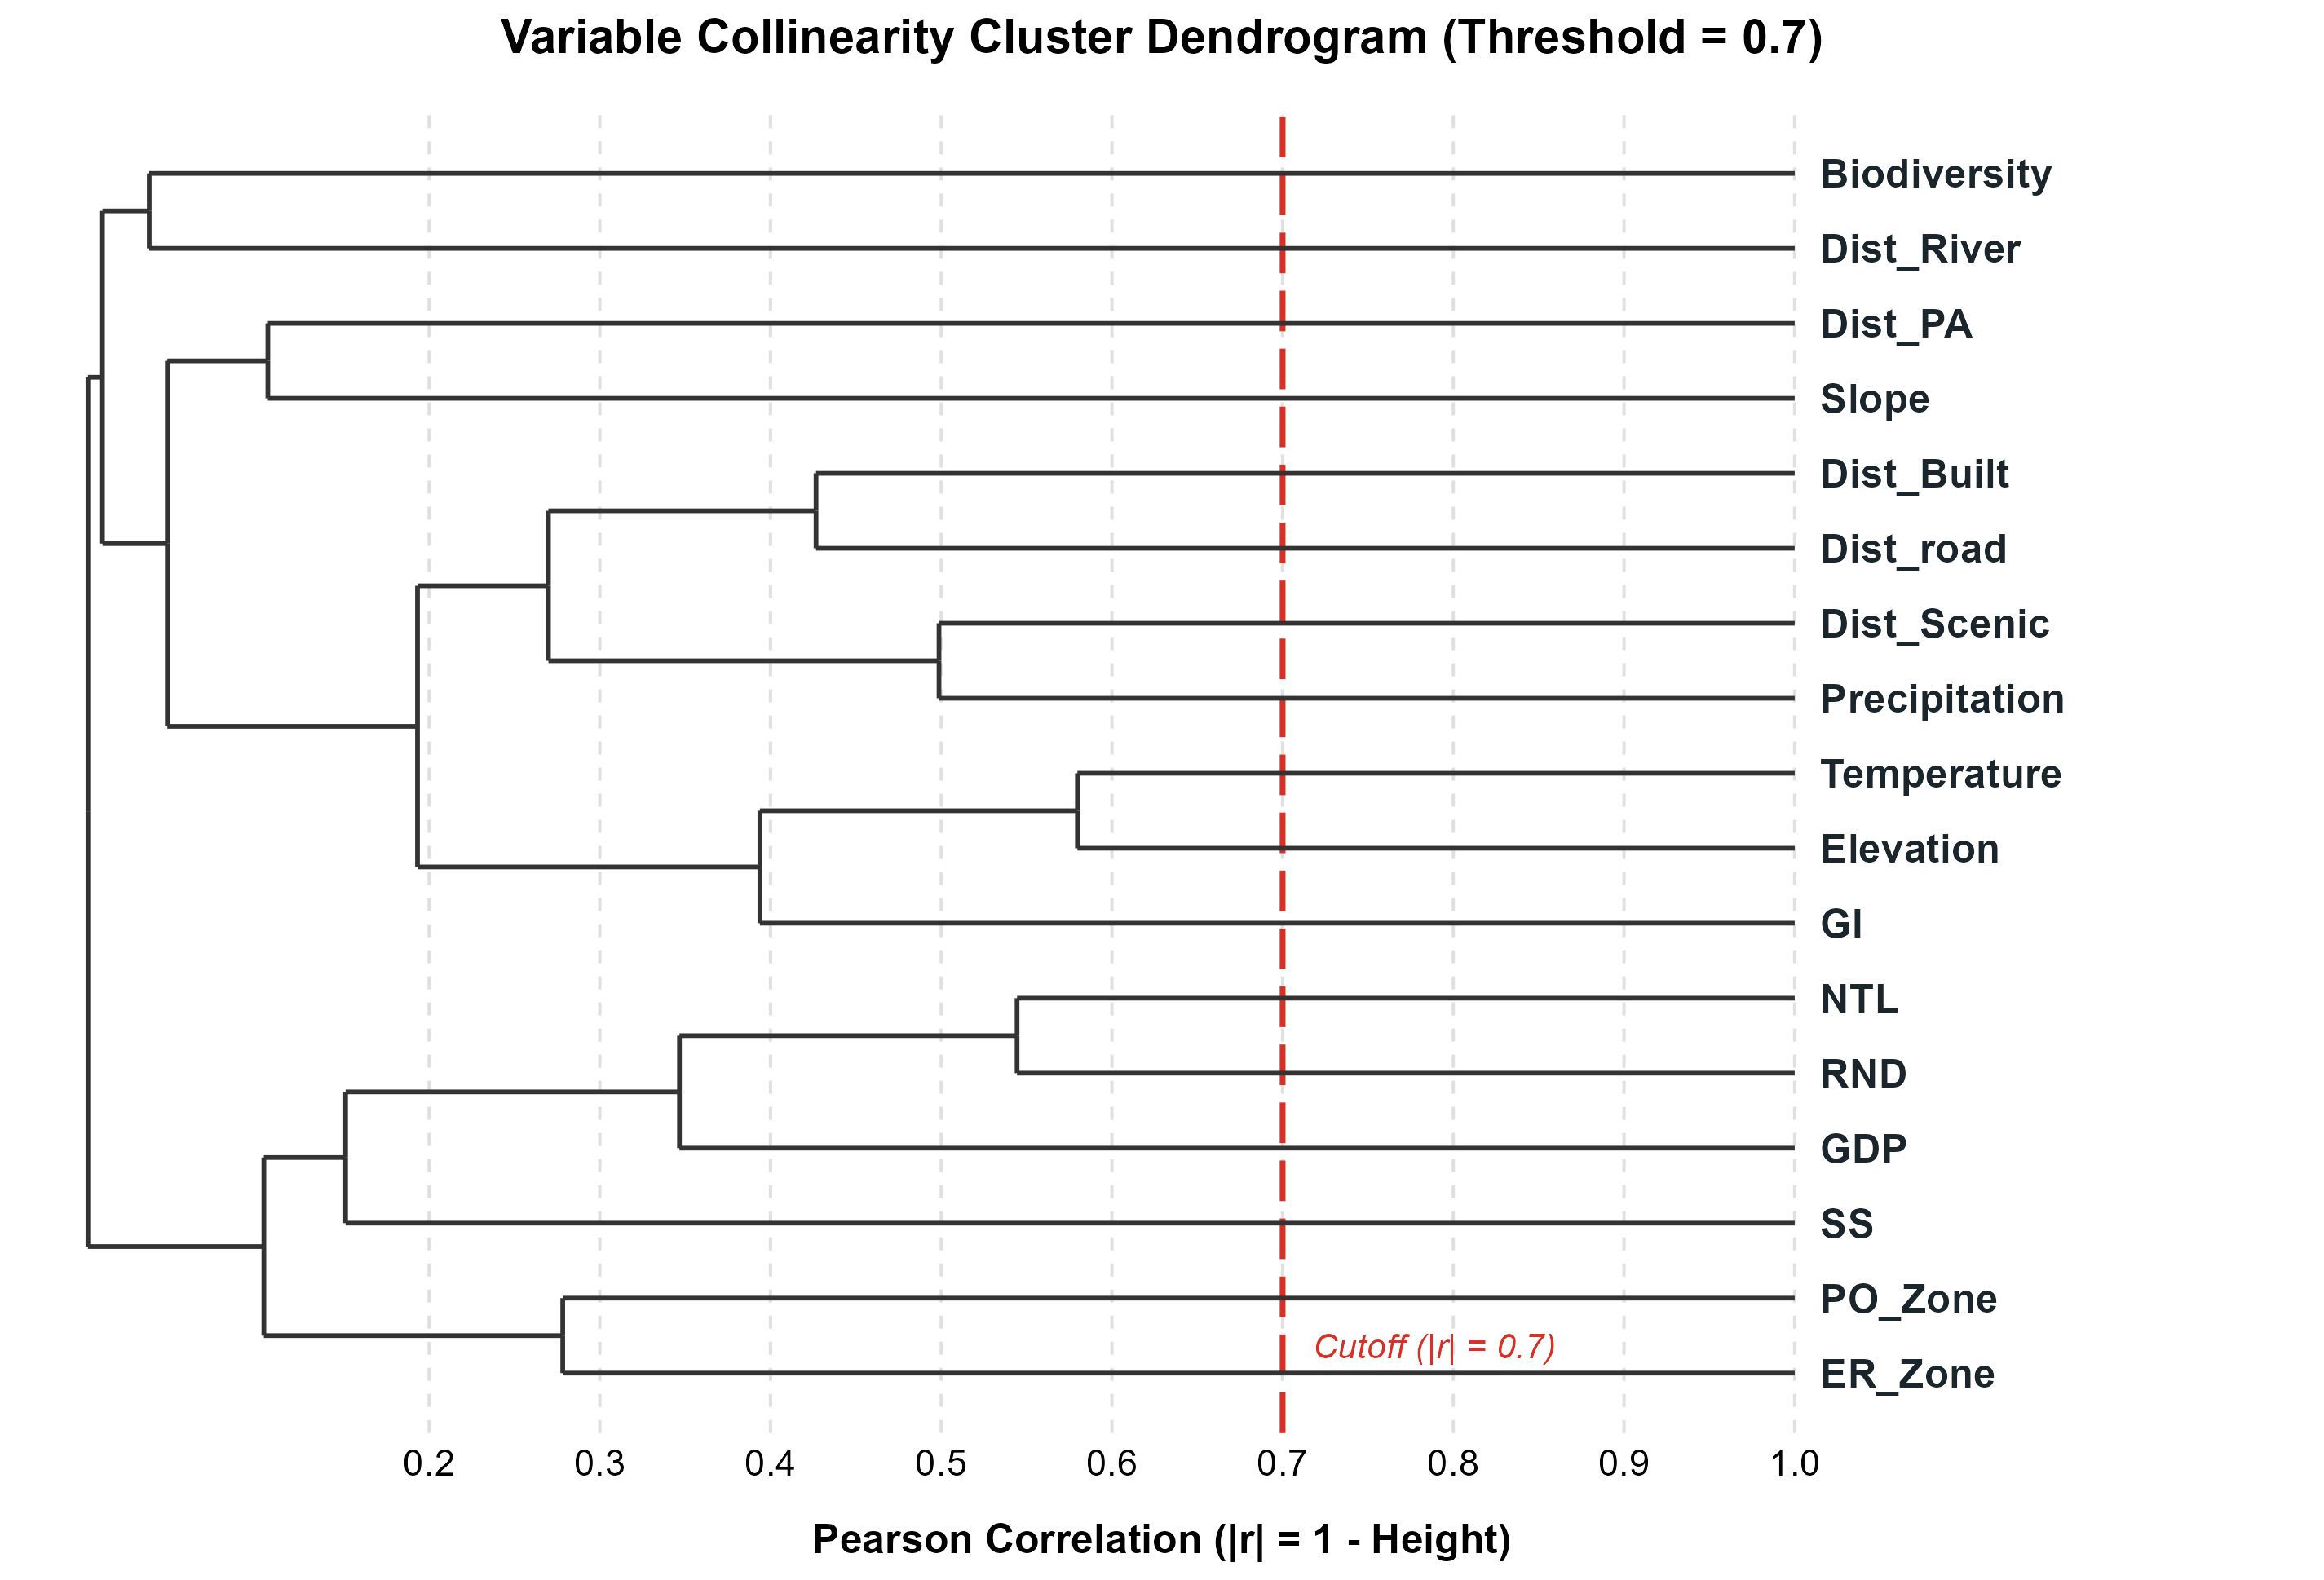 Variable Collinearity Cluster Dendrogram (Threshold = 0.7)
Biodiversity
Dist_River
Dist_PA
Slope
Dist_Built
Dist_road
Dist_Scenic
Precipitation
Temperature
Elevation
GI
NTL
RND
GDP
SS
PO_Zone
Cutoff (|r| = 0.7)
ER_Zone
0.2 0.3 0.4 0.5 0.6 0.7 0.8 0.9 1.0
Pearson Correlation (|r| = 1 - Height)